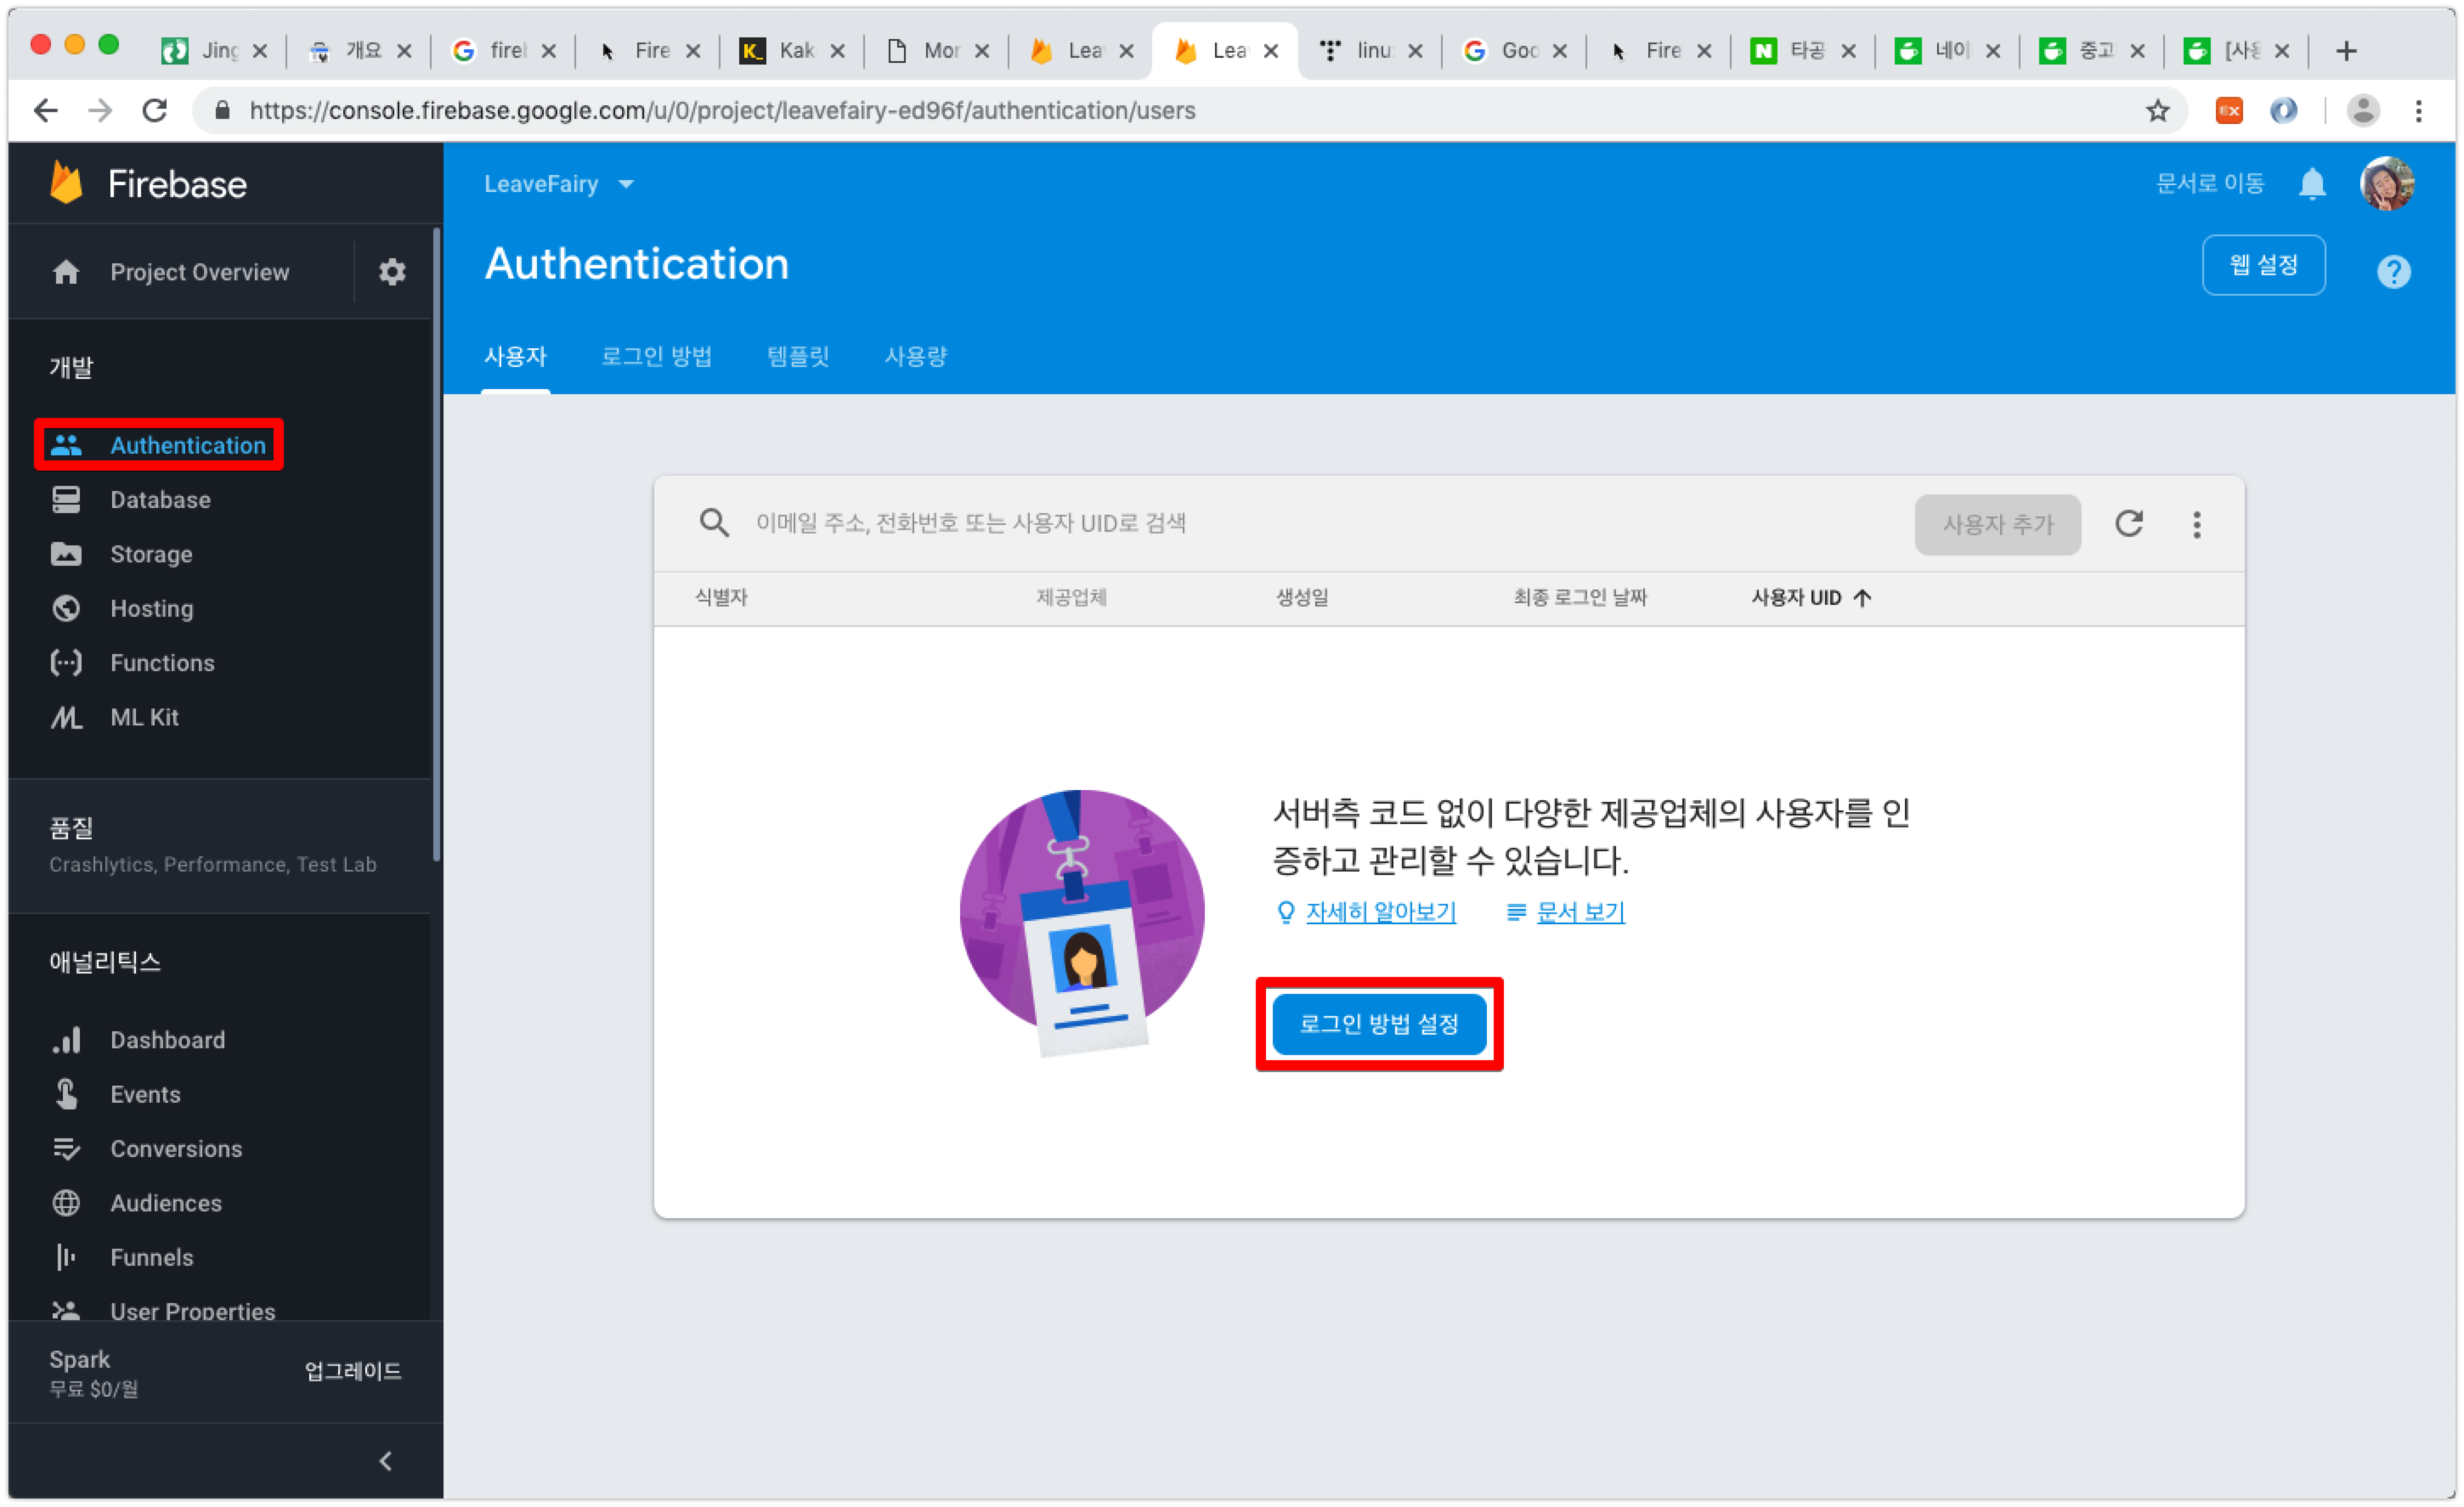 Jing
개요
fire
Fire
Kak
Mor
Lea
Lea
linu
Goo
Fire
타공
네이
중고
https://console.firebase.google.com/u/0/project/leavefairy-ed96f/authentication/users
Firebase
LeaveFairy
문서로 이동
Project Overview
Authentication
웹 설정
사용자
로그인 방법
템플릿
사용량
개발
Authentication
Database
Storage
Hosting
Functions
ML Kit
품질
Crashlytics, Performance, Test Lab
애널리틱스
Dashboard
Events
Conversions
Audiences
Funnels
User Properties
Spark
무료 $0/월
업그레이드
이메일 주소, 전화번호 또는 사용자 UID로 검색
사용자 추가
식별자
제공업체
생성일
최종 로그인 날짜
사용자 UID
서버측 코드 없이 다양한 제공업체의 사용자를 인
증하고 관리할 수 있습니다.
자세히 알아보기
문서 보기
로그인 방법 설정